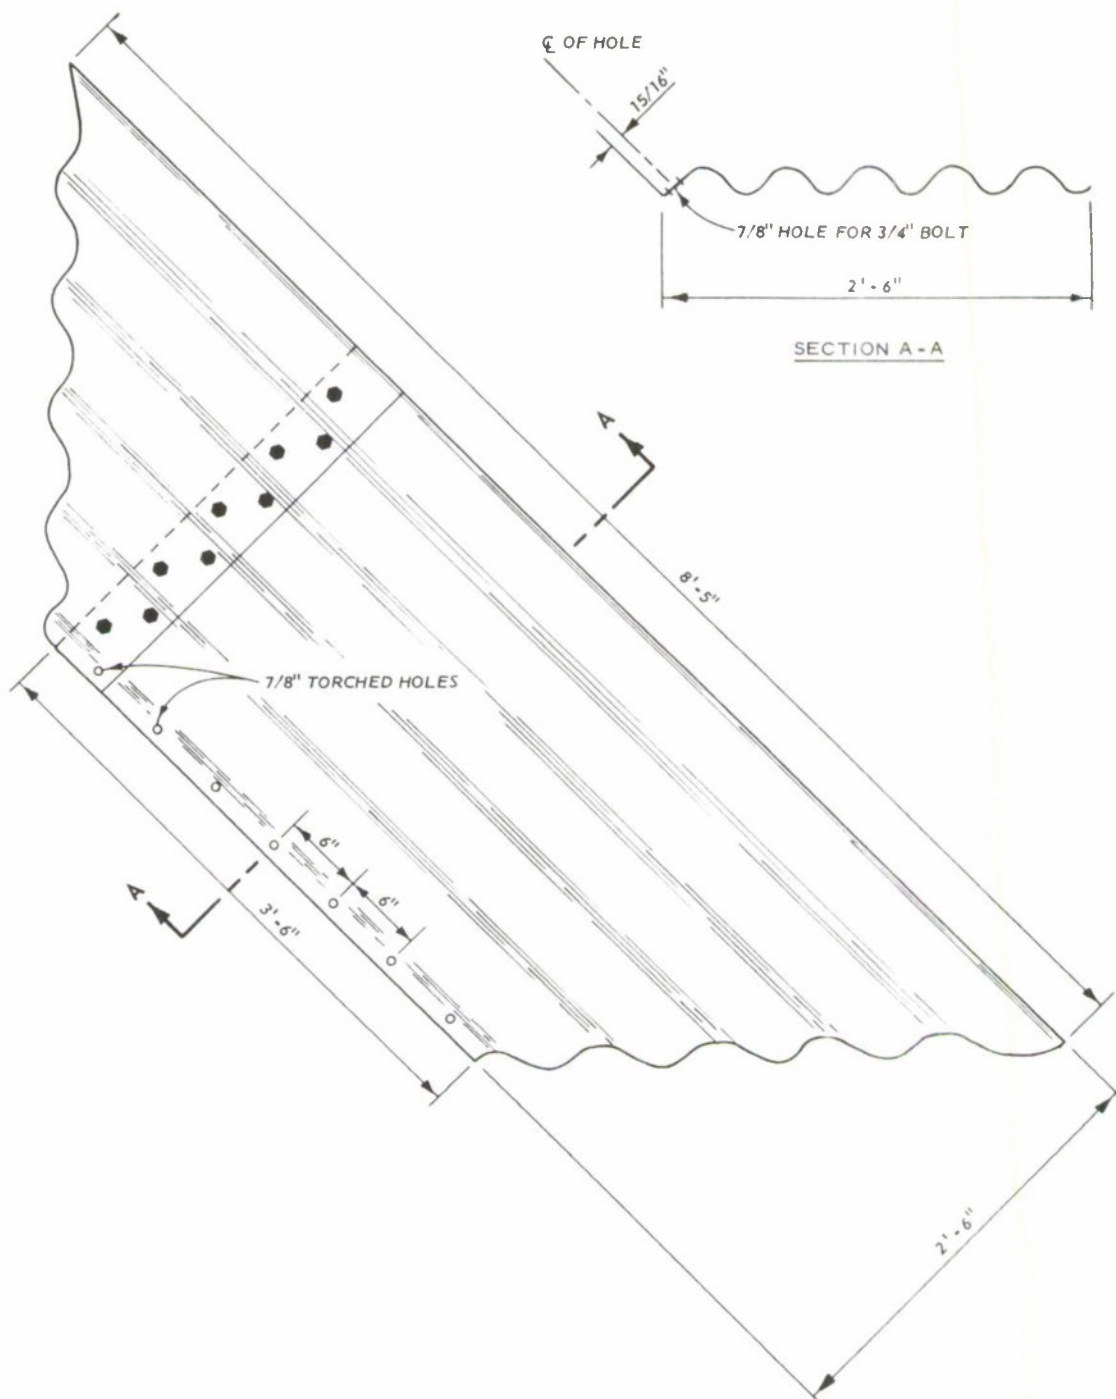 ℄ OF HOLE
15/16"
7/8" HOLE FOR 3/4" BOLT
2' - 6"
SECTION A - A
A
8' - 5"
7/8" TORCHED HOLES
6"
6"
A
3' - 6"
2' - 6"